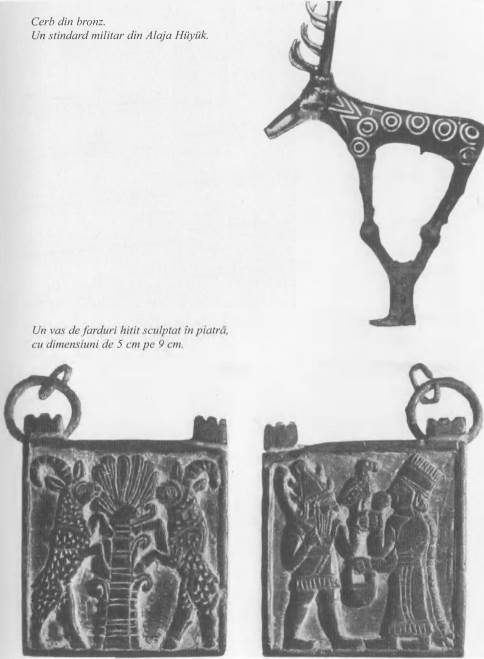 Cerb din bronz.
Un stindard militar din Alaja Hüyük.
Un vas de farduri hitit sculptat în piatră,
cu dimensiuni de 5 cm pe 9 cm.